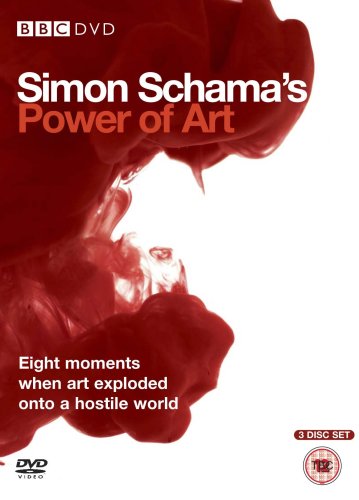 BBC DVD
Simon Schama's
Power of Art
Eight moments
when art exploded
onto a hostile world
3 DISC SET
DVD
VIDEO